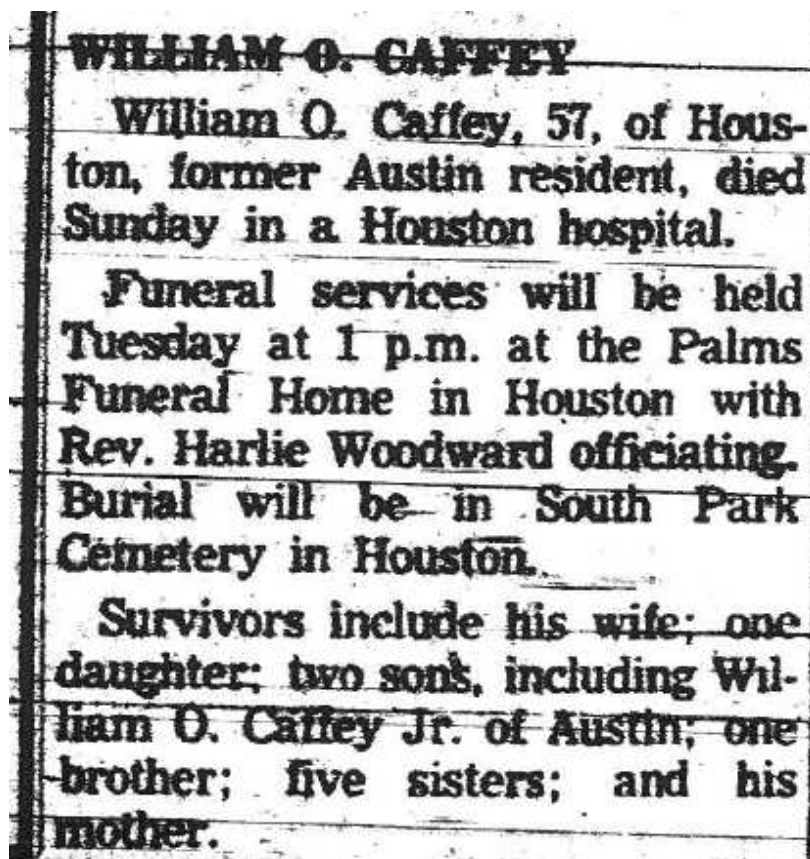 WILLIAM O. CAFFEY
William O. Caffey, 57, of Hous-
ton, former Austin resident, died
Sunday in a Houston hospital.
Funeral services will be held
Tuesday at 1 p.m. at the Palms
Funeral Home in Houston with
Rev. Harlie Woodward officiating.
Burial will be in South Park
Cemetery in Houston.
Survivors include his wife; one
daughter; two sons, including Wil-
liam O. Caffey Jr. of Austin; one
brother; five sisters; and his
mother.